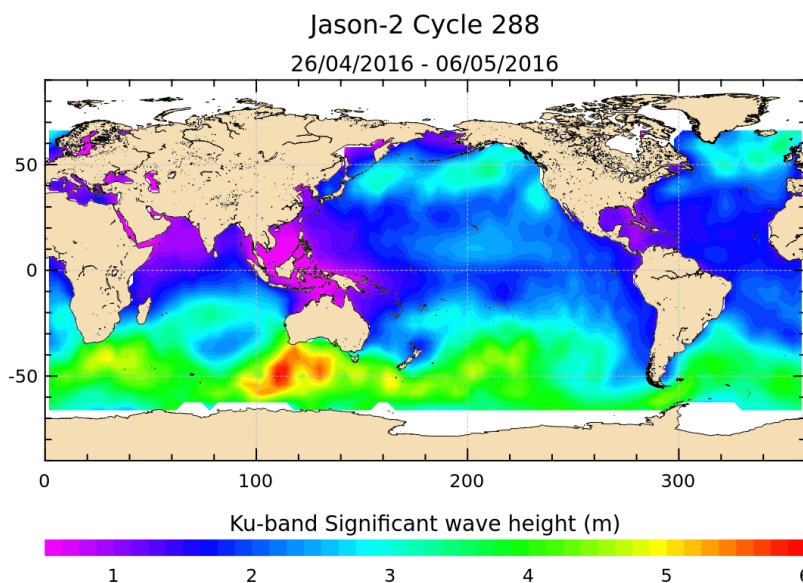 Jason-2 Cycle 288
26/04/2016 - 06/05/2016
50
0
-50
0 100 200 300
Ku-band Significant wave height (m)
1 2 3 4 5 6